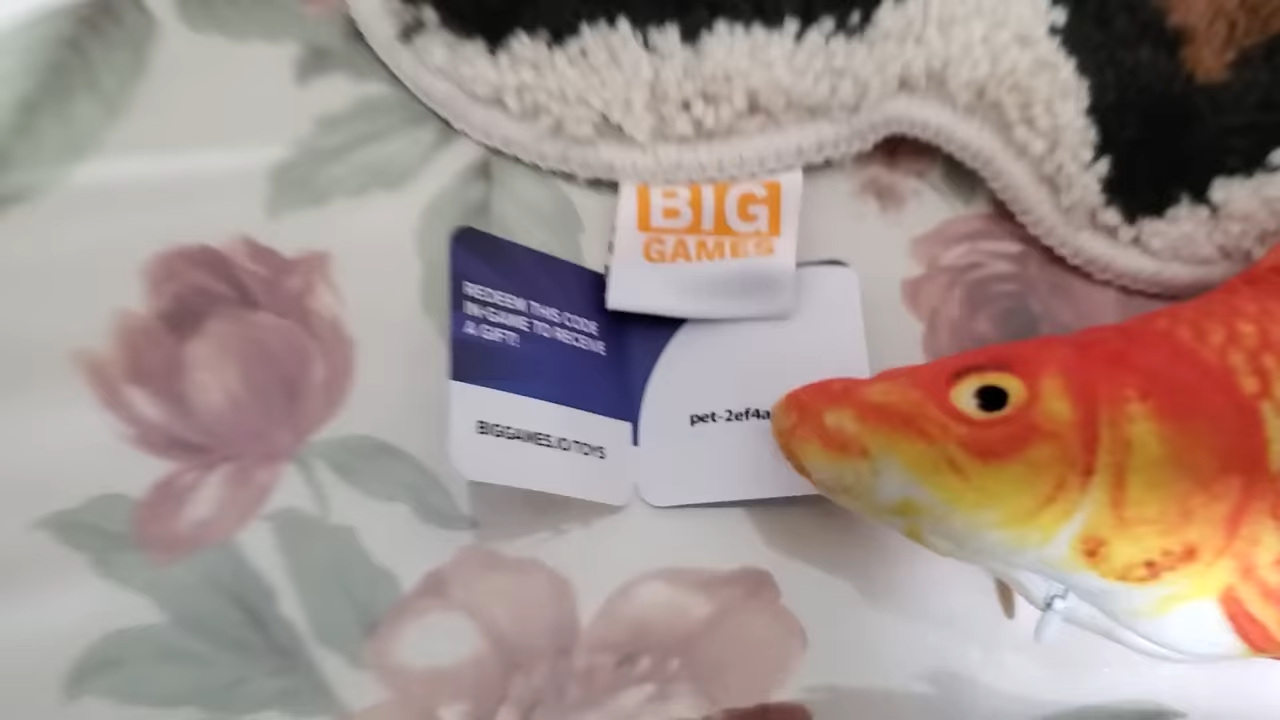 BIG
GAMES
REDEEM THIS CODE
IN-GAME TO RECEIVE
A GIFT!
BIGGAMES.IO TOYS
pet-2ef4a